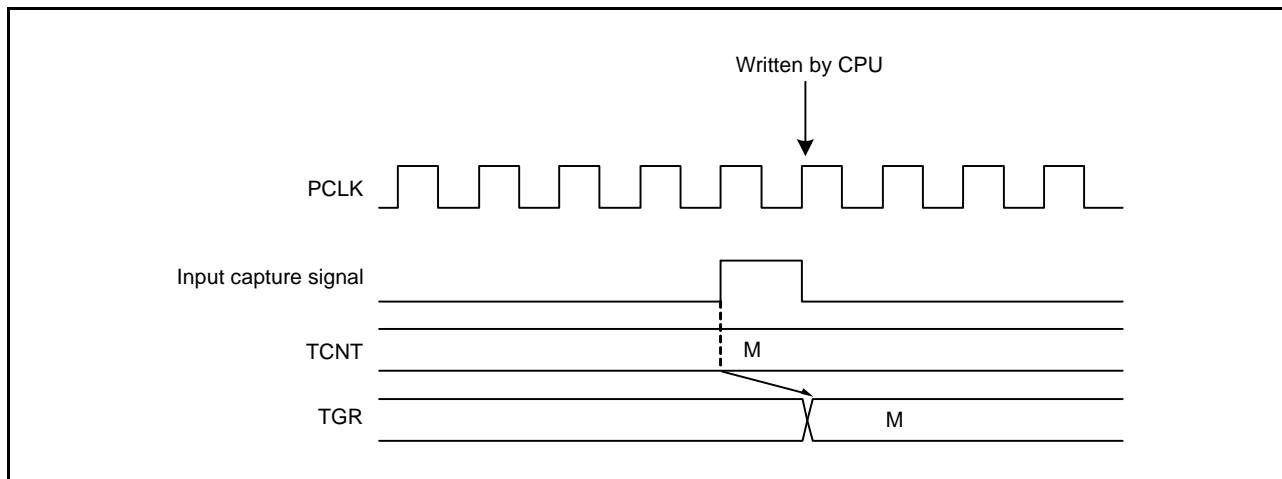 Written by CPU
PCLK
Input capture signal
TCNT
M
TGR
M